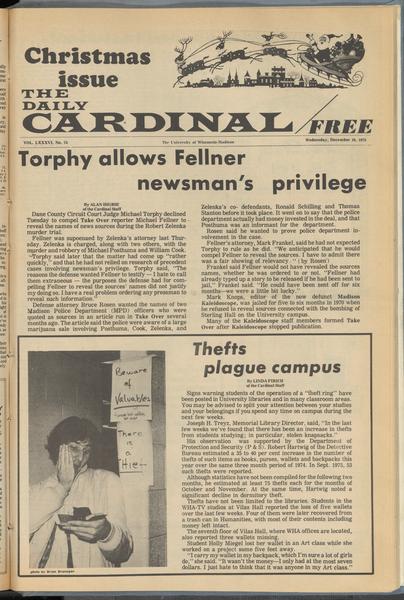 Christmas
issue
THE
DAILY
CARDINAL / FREE
VOL. LXXXVI, No. The University of Wisconsin-Madison Wednesday, December 10, 1975
Torphy allows Fellner
newsman's privilege
By ALAN HIGBIE
of the Cardinal Staff
Dane County Circuit Court Judge Michael Torphy declined
Tuesday to compel Take Over reporter Michael Fellner to
reveal the names of news sources during the Robert Zelenka
murder trial.
Fellner was supoenaed by Zelenka's attorney last Thur-
sday. Zelenka is charged, along with two others, with the
murder and robbery of Michael Posthuma and William Cook.
"Torphy said later that the matter had come up "rather
quickly," and that he had not engaged in research of precedent
cases involving newsman's privilege. Torphy said, "The
reasons the defense wanted Fellner to testify — I hate to call
them extraneous — the purposes the defense had for com-
pelling Fellner to reveal the sources' names did not justify
my doing so. I have a real problem ordering any pressman to
reveal such information."
Defense attorney Bruce Rosen wanted the names of two
Madison Police Department (MPD) officers who were
quoted as sources in an article run in Take Over several
months ago. The article said the police were aware of a large
marijuana sale involving Posthuma, Cook, Zelenka, and
Zelenka's co- defendants, Ronald Schilling and Thomas
Stanton before it took place. It went on to say that the police
department actually had money invested in the deal, and that
Posthuma was an informant for the department.
Rosen said he wanted to prove police department in-
volvement in the case.
Fellner's attorney, Mark Frankel, said he had not expected
Torphy to rule as he did. "We anticipated that he would
compel Fellner to reveal the sources. I have to admit there
was a fair showing of relevancy." ( by Rosen)
Frankel said Fellner would not have revealed the sources
names, whether he was ordered to or not. "Fellner had
already typed up a story to be released if he had been sent to
jail," Frankel said. "He could have been sent off for six
months—we were a little bit lucky."
Mark Knops, editor of the now defunct Madison
Kaleidoscope, was jailed for five to six months in 1970 when
he refused to reveal sources connected with the bombing of
Sterling Hall on the University campus.
Many of the Kaleidoscope staff members formed Take
Over after Kaleidoscope stopped publication.
Beware
of
Valuables
There
is
a
Thefts
plague campus
By LINDA
of the Cardinal Staff
Signs warning students of the operation of a "theft ring" have
been posted in University libraries and in many classroom areas.
You may be advised to split your attention between your studies
and your belongings if you spend any time on campus during the
next few weeks.
Joseph H. Treyz, Memorial Library Director, said, "In the last
few weeks we've found that there has been an increase in thefts
from students studying; in particular, stolen knapsacks."
His observation was supported by the Department of
Protection and Security (P & S). Robert Hartwig of the Detective
Bureau estimated a 35 to 40 per cent increase in the number of
thefts of such items as books, purses, wallets and backpacks this
year over the same three month period of 1974. In Sept. 1975, 53
such thefts were reported.
Although statistics have not been compiled for the following two
months, he estimated at least 75 thefts each for the months of
October and November. At the same time, Hartwig noted a
significant decline in dormitory theft.
Thefts have not been limited to the libraries. Students in the
WHA-TV studios at Vilas Hall reported the loss of five wallets
over the last few weeks. Four of them were later recovered from
a trash can in Humanities, with most of their contents including
money left intact.
The seventh floor of Vilas Hall, where WHA offices are located,
also reported three wallets missing.
Student Holly Miegel lost her wallet in an Art class while she
worked on a project some five feet away.
"I carry my wallet in my backpack, which I'm sure a lot of girls
do," she said. "It wasn't the money—I only had at the most seven
dollars. I just hate to think that it was anyone in my Art class."
photo by